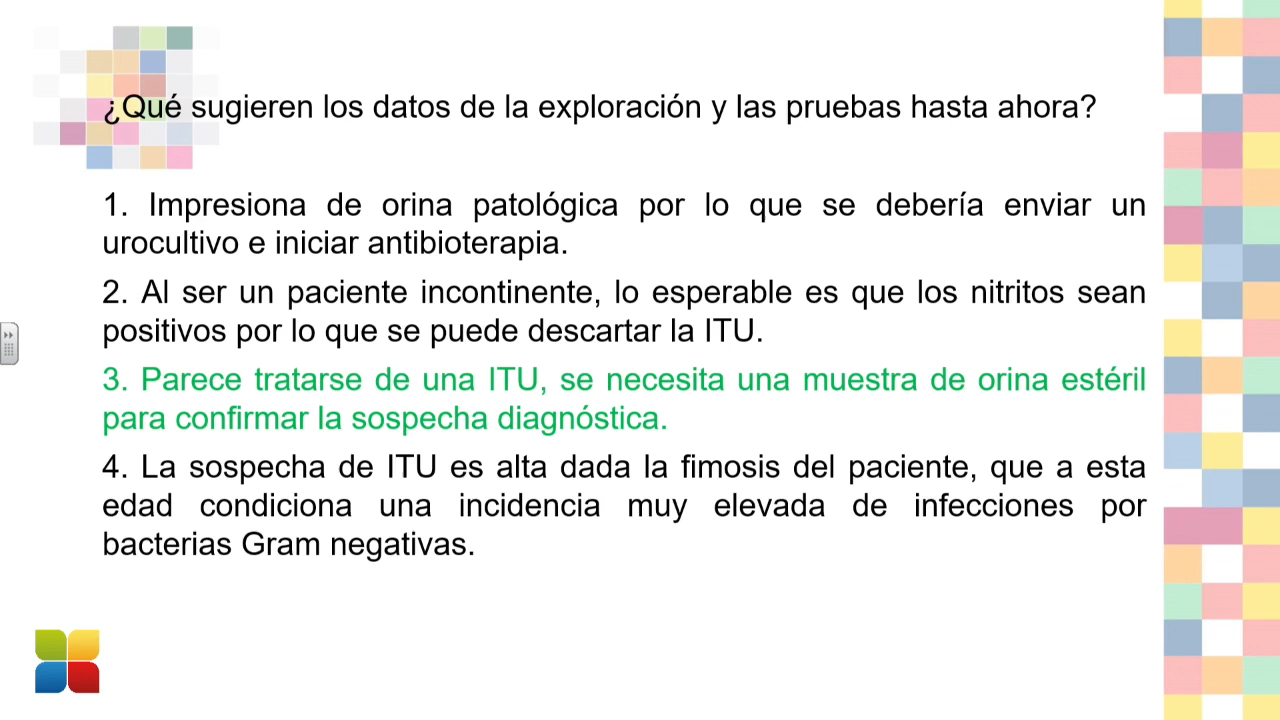 ¿Qué sugieren los datos de la exploración y las pruebas hasta ahora?
1. Impresiona de orina patológica por lo que se debería enviar un
urocultivo e iniciar antibioterapia.
2. Al ser un paciente incontinente, lo esperable es que los nitritos sean
positivos por lo que se puede descartar la ITU.
3. Parece tratarse de una ITU, se necesita una muestra de orina estéril
para confirmar la sospecha diagnóstica.
4. La sospecha de ITU es alta dada la fimosis del paciente, que a esta
edad condiciona una incidencia muy elevada de infecciones por
bacterias Gram negativas.